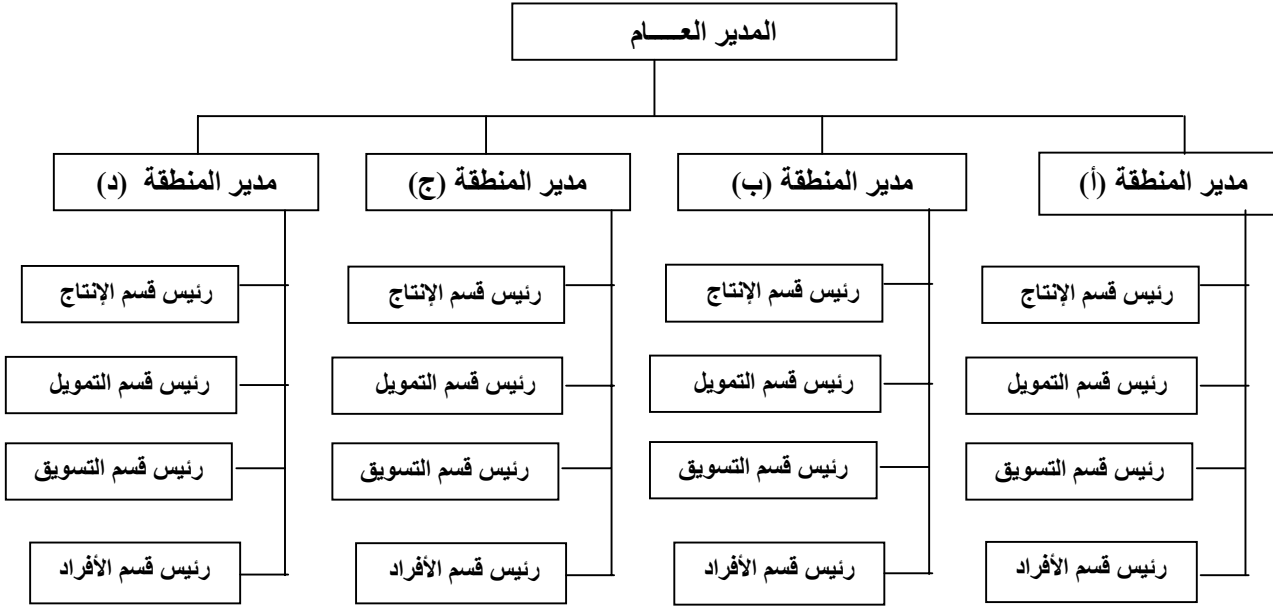 المدير العـــــام
مدير المنطقة (أ)
مدير المنطقة (ب)
مدير المنطقة (ج)
مدير المنطقة (د)
رئيس قسم الإنتاج
رئيس قسم الإنتاج
رئيس قسم الإنتاج
رئيس قسم الإنتاج
رئيس قسم التمويل
رئيس قسم التمويل
رئيس قسم التمويل
رئيس قسم التمويل
رئيس قسم التسويق
رئيس قسم التسويق
رئيس قسم التسويق
رئيس قسم التسويق
رئيس قسم الأفراد
رئيس قسم الأفراد
رئيس قسم الأفراد
رئيس قسم الأفراد